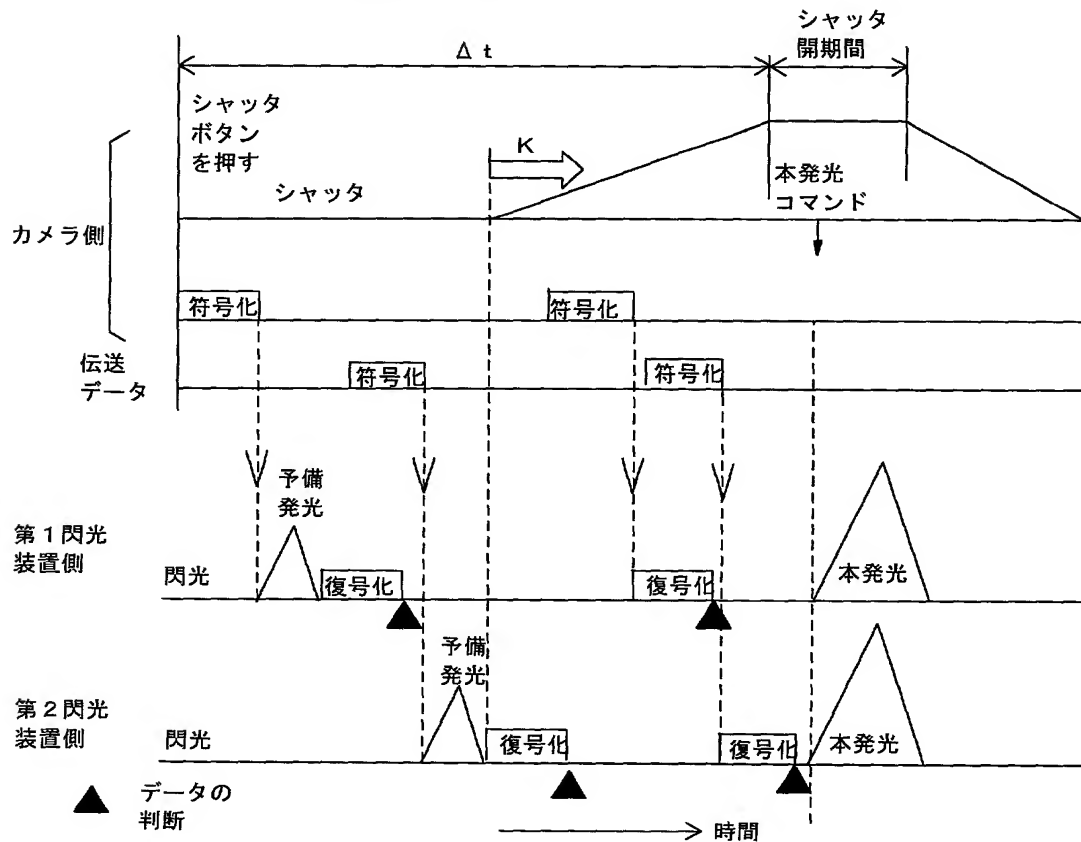 シャッタ
開期間
Δt
シャッタ
ボタン
を押す
K
シャッタ
本発光
コマンド
カメラ側
符号化
符号化
伝送
データ
符号化
符号化
予備
発光
第1閃光
装置側
閃光
復号化
復号化
本発光
予備
発光
第2閃光
装置側
閃光
復号化
復号化
本発光
データの
判断
時間